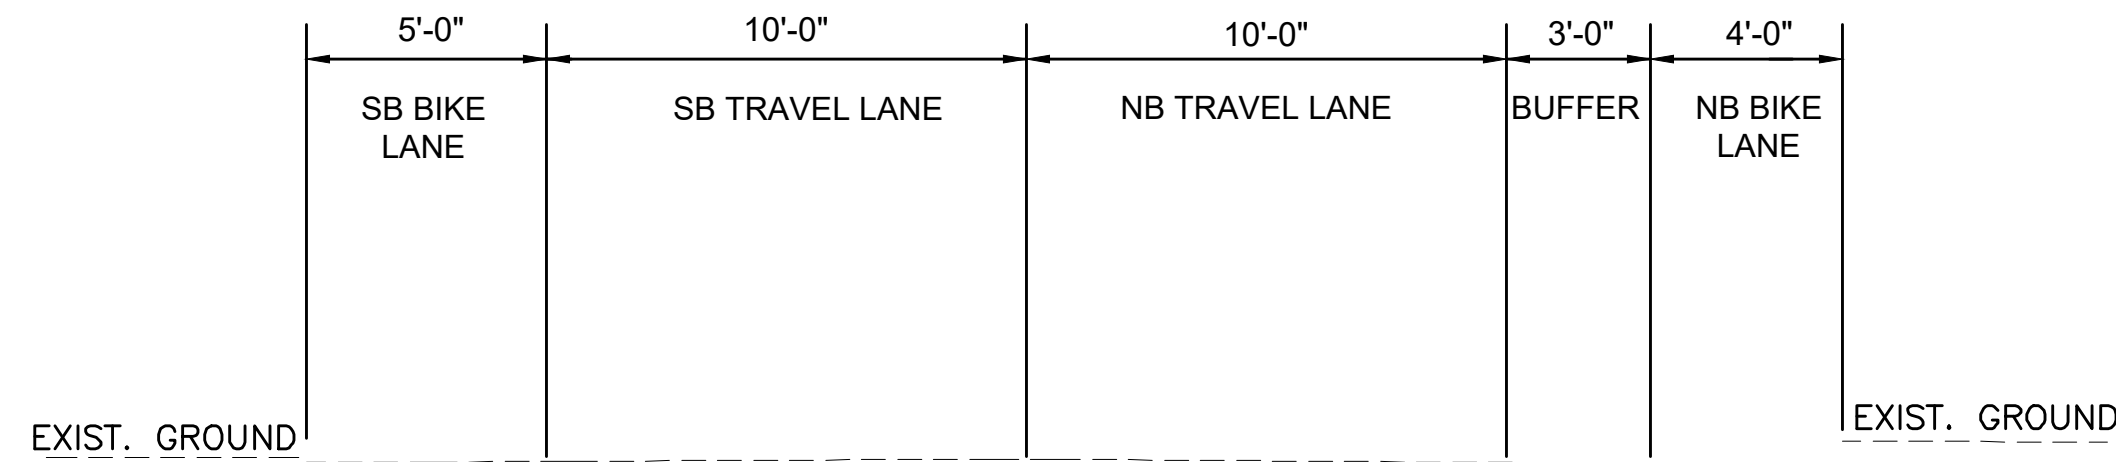 5'-0" 10'-0" 10'-0" 3'-0" 4'-0"
SB BIKE
LANE
SB TRAVEL LANE
NB TRAVEL LANE
BUFFER
NB BIKE
LANE
EXIST. GROUND
EXIST. GROUND